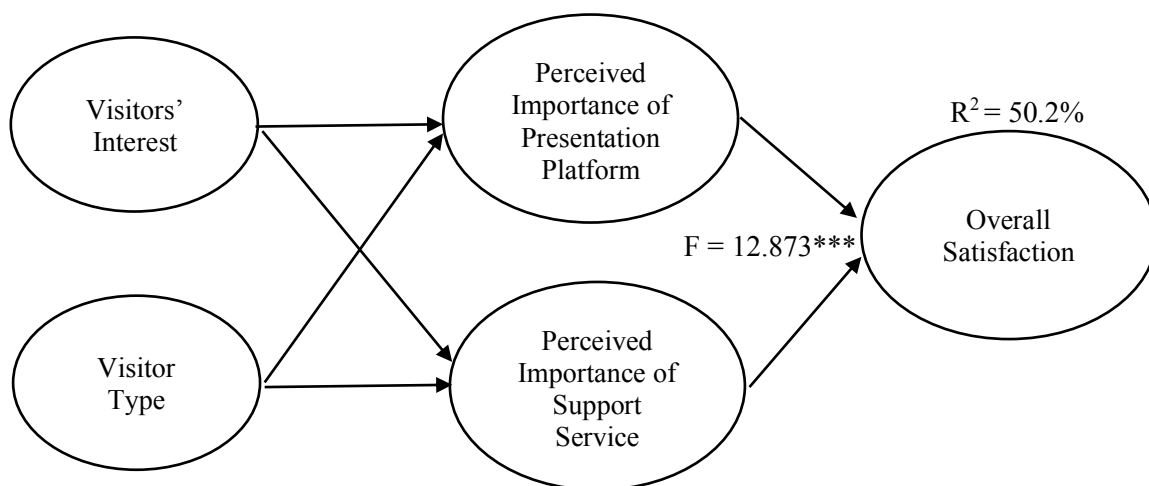 Visitors’
Interest
Perceived
Importance of
Presentation
Platform
R² = 50.2%
Overall
Satisfaction
F = 12.873***
Visitor
Type
Perceived
Importance of
Support
Service